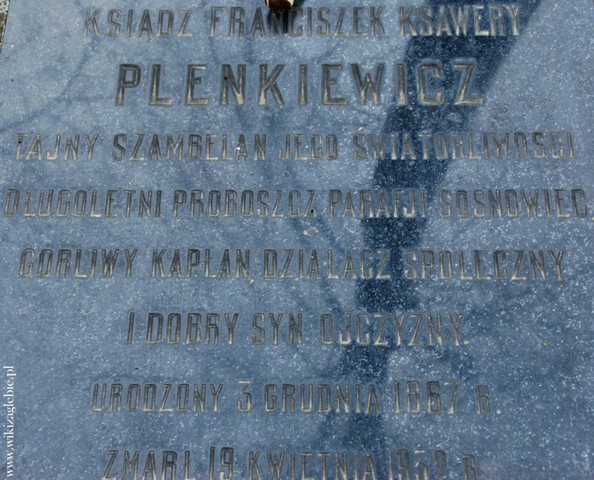 KSIĄDZ FRANCISZEK KSAWERY
PLENKIEWICZ
TAJNY SZAMBELAN JEGO ŚWIĄTOBLIWOŚCI
DŁUGOLETNI PROBOSZCZ PARAFJI SOSNOWIEC
GORLIWY KAPŁAN, DZIAŁACZ SPOŁECZNY
I DOBRY SYN OJCZYZNY.
URODZONY 3 GRUDNIA 1867 R.
ZMARŁ 19 KWIETNIA R.
www.wikizaglebie.pl